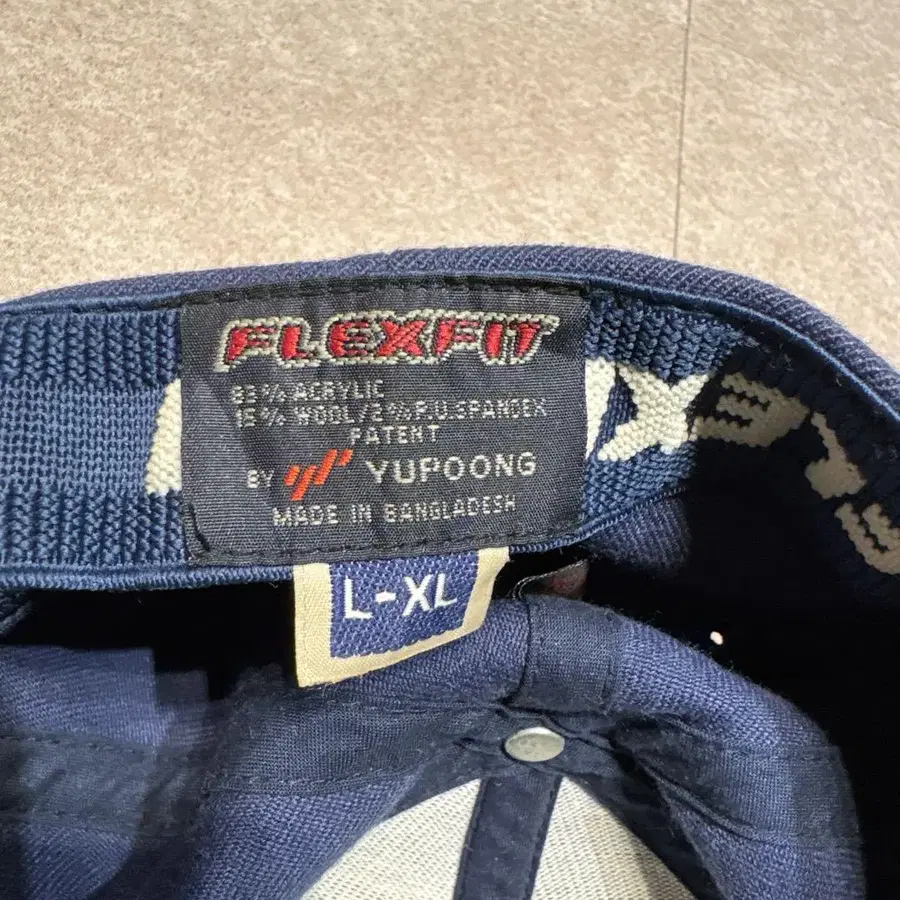 FLEXFIT
83% ACRYLIC
15% WOOL/2% P.U.SPANDEX
PATENT
BY YUPOONG
MADE IN BANGLADESH
L-XL